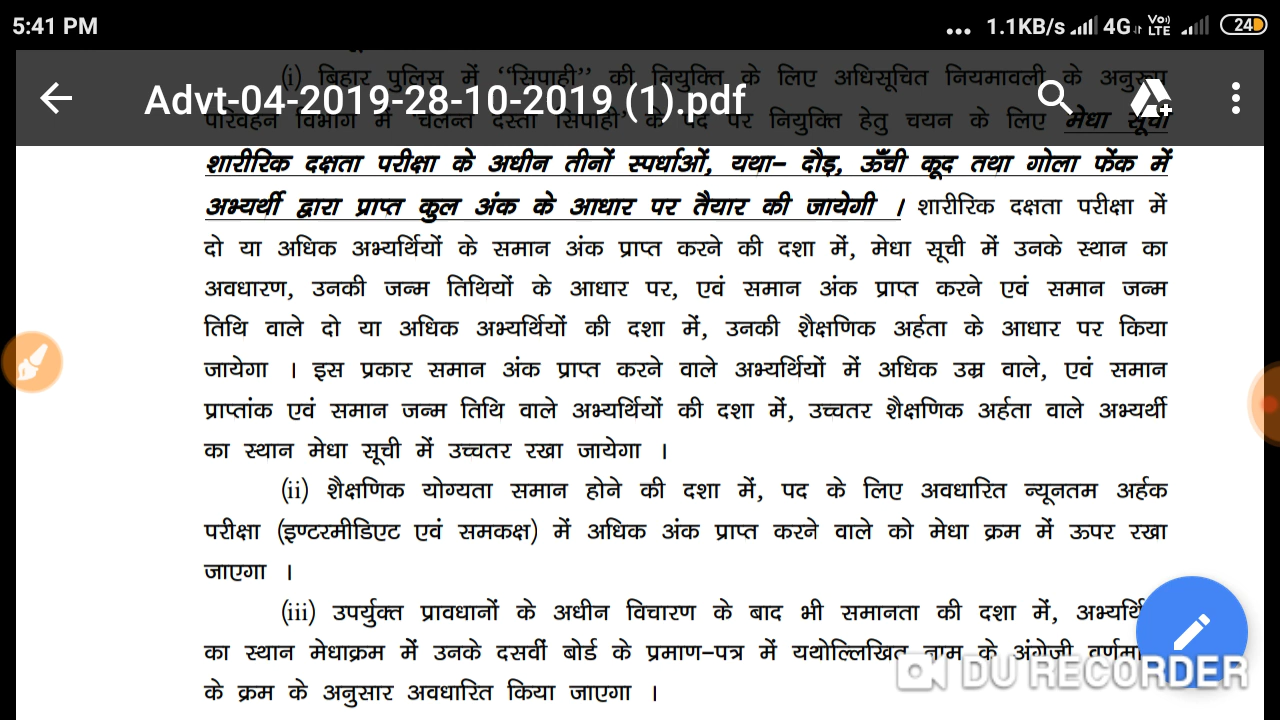 5:41 PM
1.1KB/s 4G Vo) LTE 24
(i) बिहार पुलिस में ‘‘सिपाही’’ की नियुक्ति के लिए अधिसूचित नियमावली के अनुरूप
Advt-04-2019-28-10-2019 (1).pdf
परिवहन विभाग में 'चलन्त दस्ता सिपाही' के पद पर नियुक्ति हेतु चयन के लिए मेधा सूची
शारीरिक दक्षता परीक्षा के अधीन तीनों स्पर्धाओं, यथा– दौड़, ऊँची कूद तथा गोला फेंक में
अभ्यर्थी द्वारा प्राप्त कुल अंक के आधार पर तैयार की जायेगी । शारीरिक दक्षता परीक्षा में
दो या अधिक अभ्यर्थियों के समान अंक प्राप्त करने की दशा में, मेधा सूची में उनके स्थान का
अवधारण, उनकी जन्म तिथियों के आधार पर, एवं समान अंक प्राप्त करने एवं समान जन्म
तिथि वाले दो या अधिक अभ्यर्थियों की दशा में, उनकी शैक्षणिक अर्हता के आधार पर किया
जायेगा । इस प्रकार समान अंक प्राप्त करने वाले अभ्यर्थियों में अधिक उम्र वाले, एवं समान
प्राप्तांक एवं समान जन्म तिथि वाले अभ्यर्थियों की दशा में, उच्चतर शैक्षणिक अर्हता वाले अभ्यर्थी
का स्थान मेधा सूची में उच्चतर रखा जायेगा ।
(ii) शैक्षणिक योग्यता समान होने की दशा में, पद के लिए अवधारित न्यूनतम अर्हक
परीक्षा (इण्टरमीडिएट एवं समकक्ष) में अधिक अंक प्राप्त करने वाले को मेधा क्रम में ऊपर रखा
जाएगा ।
(iii) उपर्युक्त प्रावधानों के अधीन विचारण के बाद भी समानता की दशा में,
का स्थान मेधाक्रम में उनके दसवीं बोर्ड के प्रमाण–पत्र में यथोल्लिखित नाम के अंग्रेजी
के क्रम के अनुसार अवधारित किया जाएगा ।
DU RECORDER